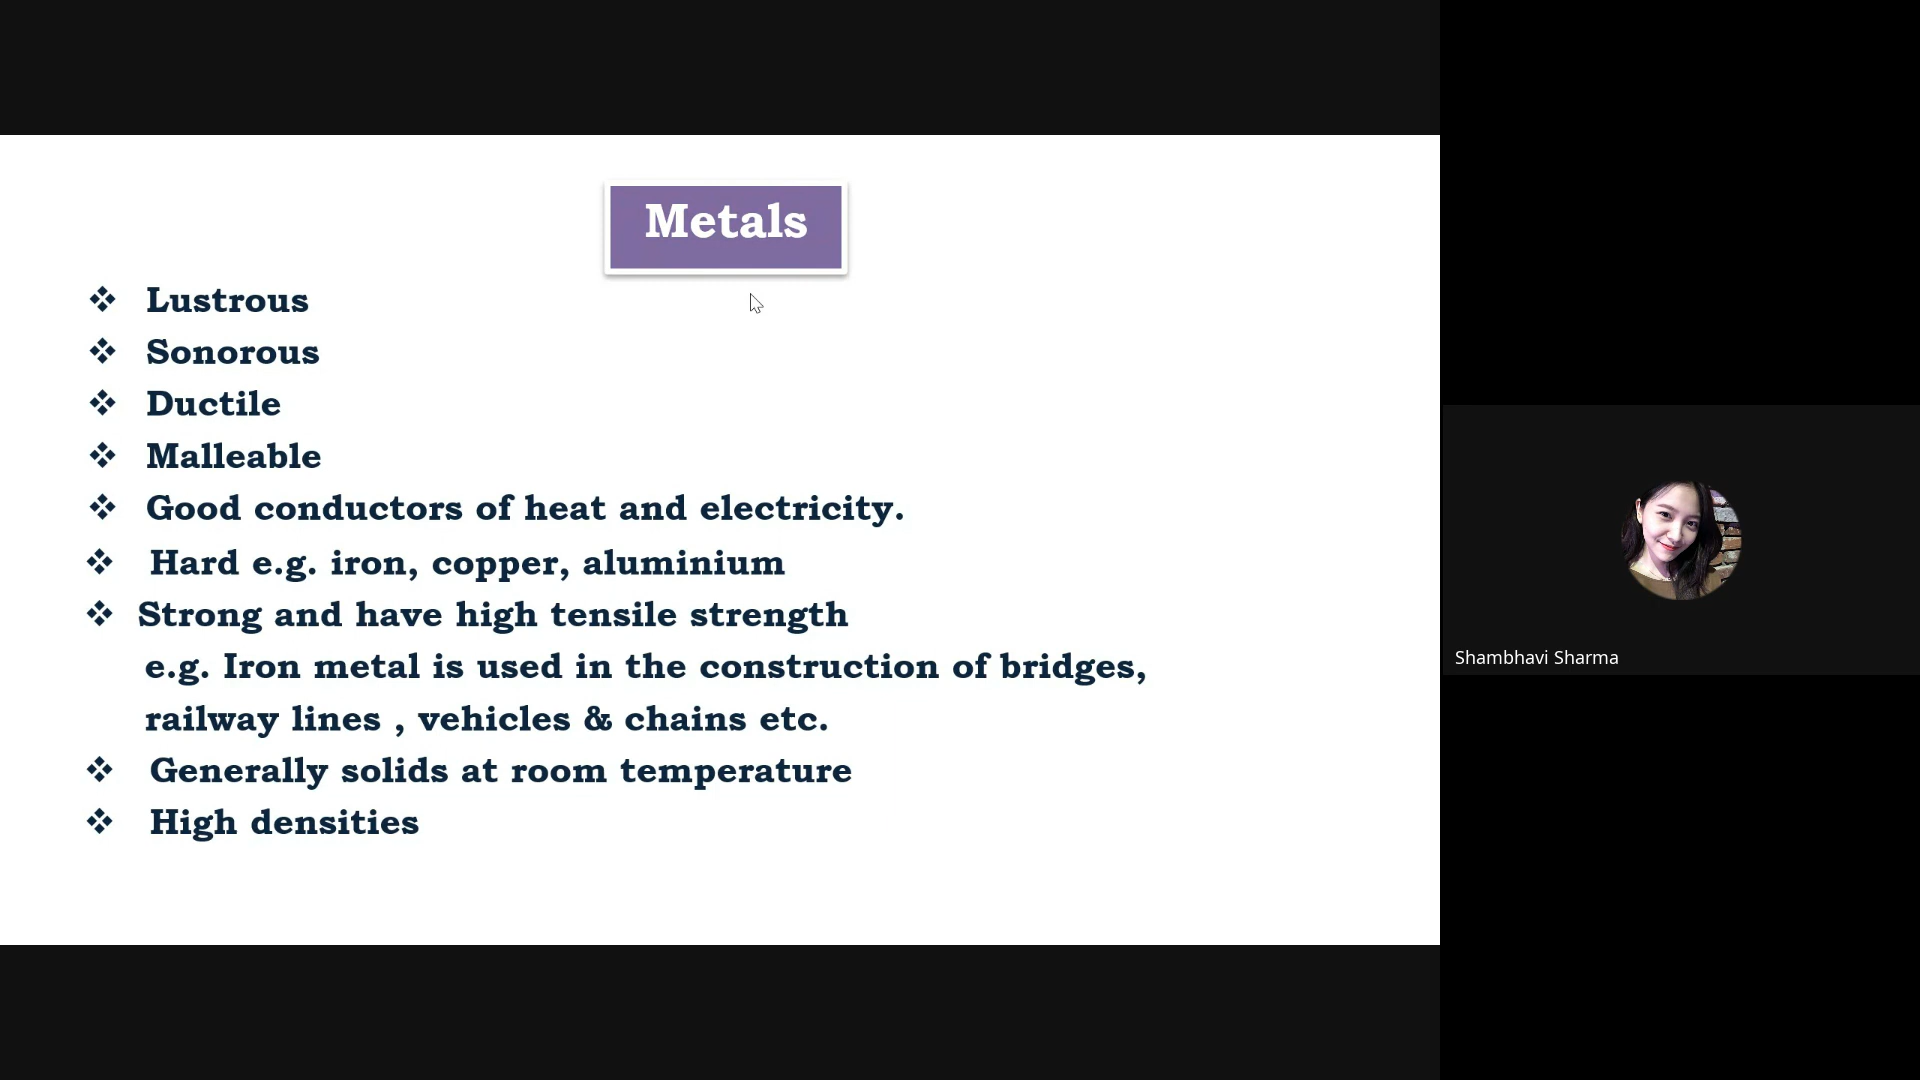 Metals
❖ Lustrous
❖ Sonorous
❖ Ductile
❖ Malleable
❖ Good conductors of heat and electricity.
❖ Hard e.g. iron, copper, aluminium
❖ Strong and have high tensile strength
e.g. Iron metal is used in the construction of bridges,
railway lines , vehicles & chains etc.
❖ Generally solids at room temperature
❖ High densities
Shambhavi Sharma